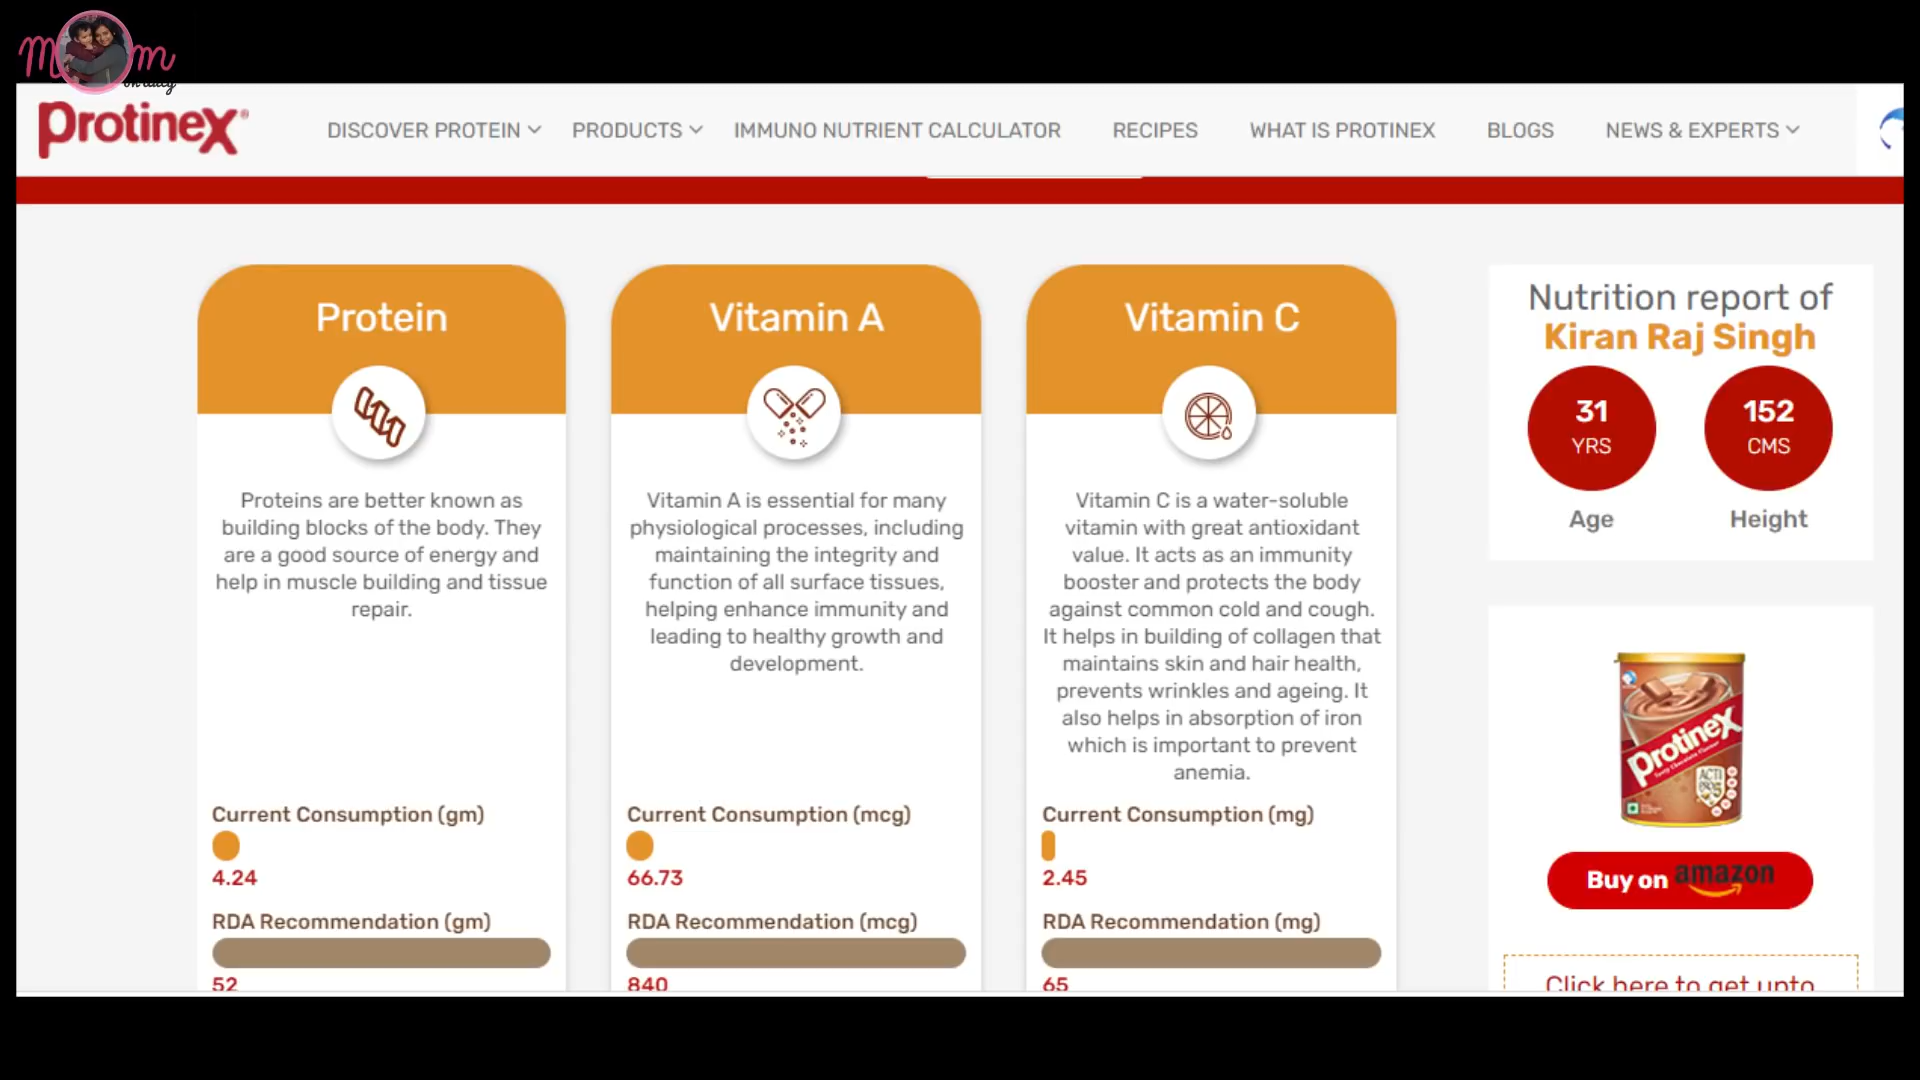 Mom
on duty
Protinex
DISCOVER PROTEIN
PRODUCTS
IMMUNO NUTRIENT CALCULATOR
RECIPES
WHAT IS PROTINEX
BLOGS
NEWS & EXPERTS
Protein
Proteins are better known as
building blocks of the body. They
are a good source of energy and
help in muscle building and tissue
repair.
Current Consumption (gm)
4.24
RDA Recommendation (gm)
52
Vitamin A
Vitamin A is essential for many
physiological processes, including
maintaining the integrity and
function of all surface tissues,
helping enhance immunity and
leading to healthy growth and
development.
Current Consumption (mcg)
66.73
RDA Recommendation (mcg)
840
Vitamin C
Vitamin C is a water-soluble
vitamin with great antioxidant
value. It acts as an immunity
booster and protects the body
against common cold and cough.
It helps in building of collagen that
maintains skin and hair health,
prevents wrinkles and ageing. It
also helps in absorption of iron
which is important to prevent
anemia.
Current Consumption (mg)
2.45
RDA Recommendation (mg)
65
Nutrition report of
Kiran Raj Singh
31
YRS
Age
152
CMS
Height
Protinex
Buy on amazon
Click here to get upto